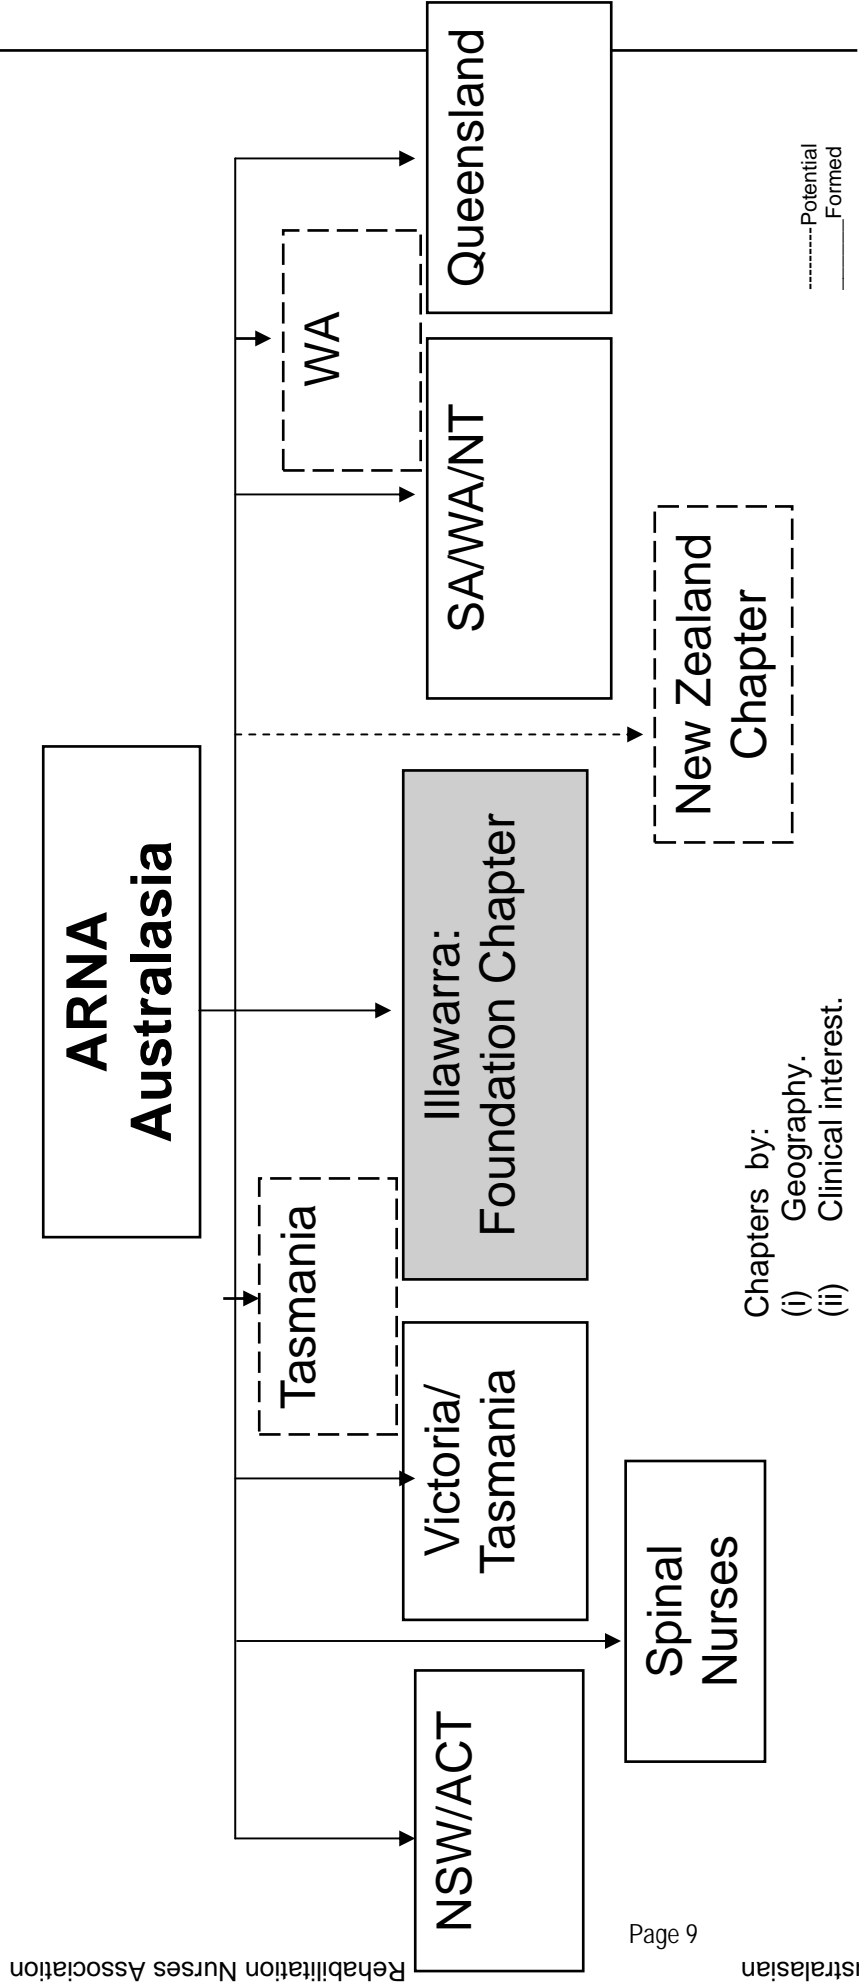 Rehabilitation Nurses Association
ARNA
Australasia
Tasmania
WA
NSW/ACT
Victoria/
Tasmania
Illawarra:
Foundation Chapter
SA/WA/NT
Queensland
Spinal
Nurses
New Zealand
Chapter
Chapters by:
(i) Geography.
(ii) Clinical interest.
----------Potential
________Formed
Page 9
stralasian